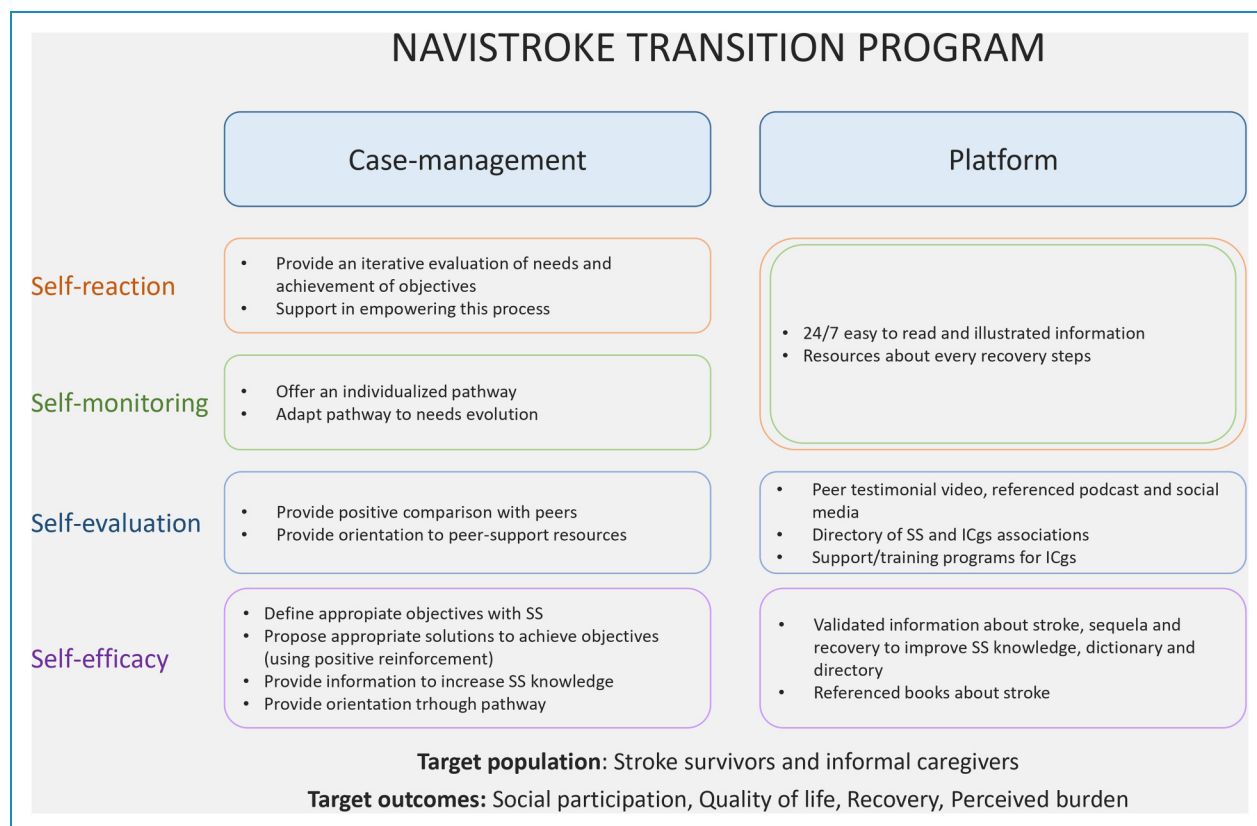 NAVISTROKE TRANSITION PROGRAM
Case-management
Platform
Self-reaction
• Provide an iterative evaluation of needs and
achievement of objectives
• Support in empowering this process
• 24/7 easy to read and illustrated information
• Resources about every recovery steps
Self-monitoring
• Offer an individualized pathway
• Adapt pathway to needs evolution
Self-evaluation
• Provide positive comparison with peers
• Provide orientation to peer-support resources
• Peer testimonial video, referenced podcast and social
media
• Directory of SS and ICgs associations
• Support/training programs for ICgs
Self-efficacy
• Define appropiate objectives with SS
• Propose appropriate solutions to achieve objectives
(using positive reinforcement)
• Provide information to increase SS knowledge
• Provide orientation trhough pathway
• Validated information about stroke, sequela and
recovery to improve SS knowledge, dictionary and
directory
• Referenced books about stroke
Target population: Stroke survivors and informal caregivers
Target outcomes: Social participation, Quality of life, Recovery, Perceived burden